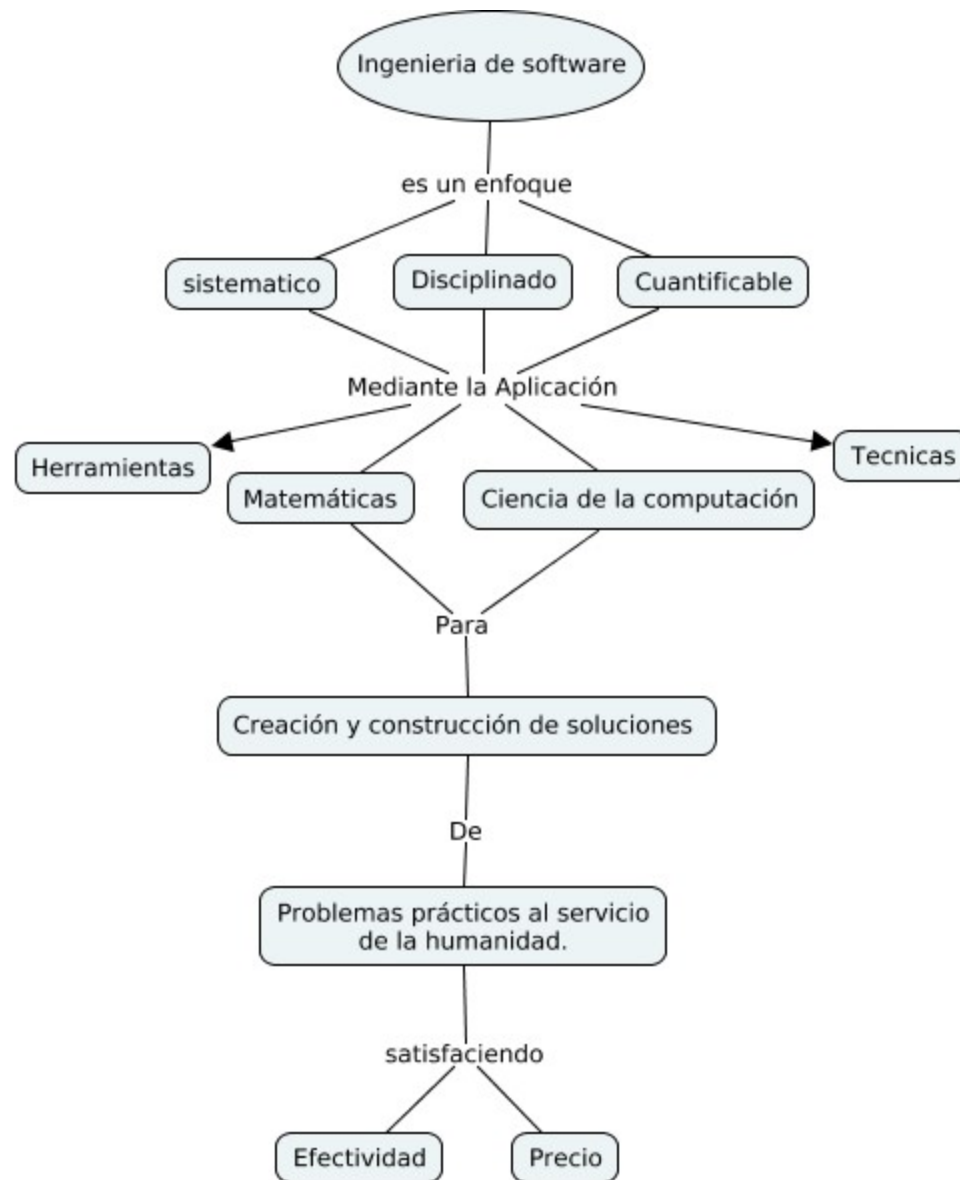 Ingenieria de software
es un enfoque
sistematico
Disciplinado
Cuantificable
Mediante la Aplicación
Herramientas
Matemáticas
Ciencia de la computación
Tecnicas
Para
Creación y construcción de soluciones
De
Problemas prácticos al servicio
de la humanidad.
satisfaciendo
Efectividad
Precio